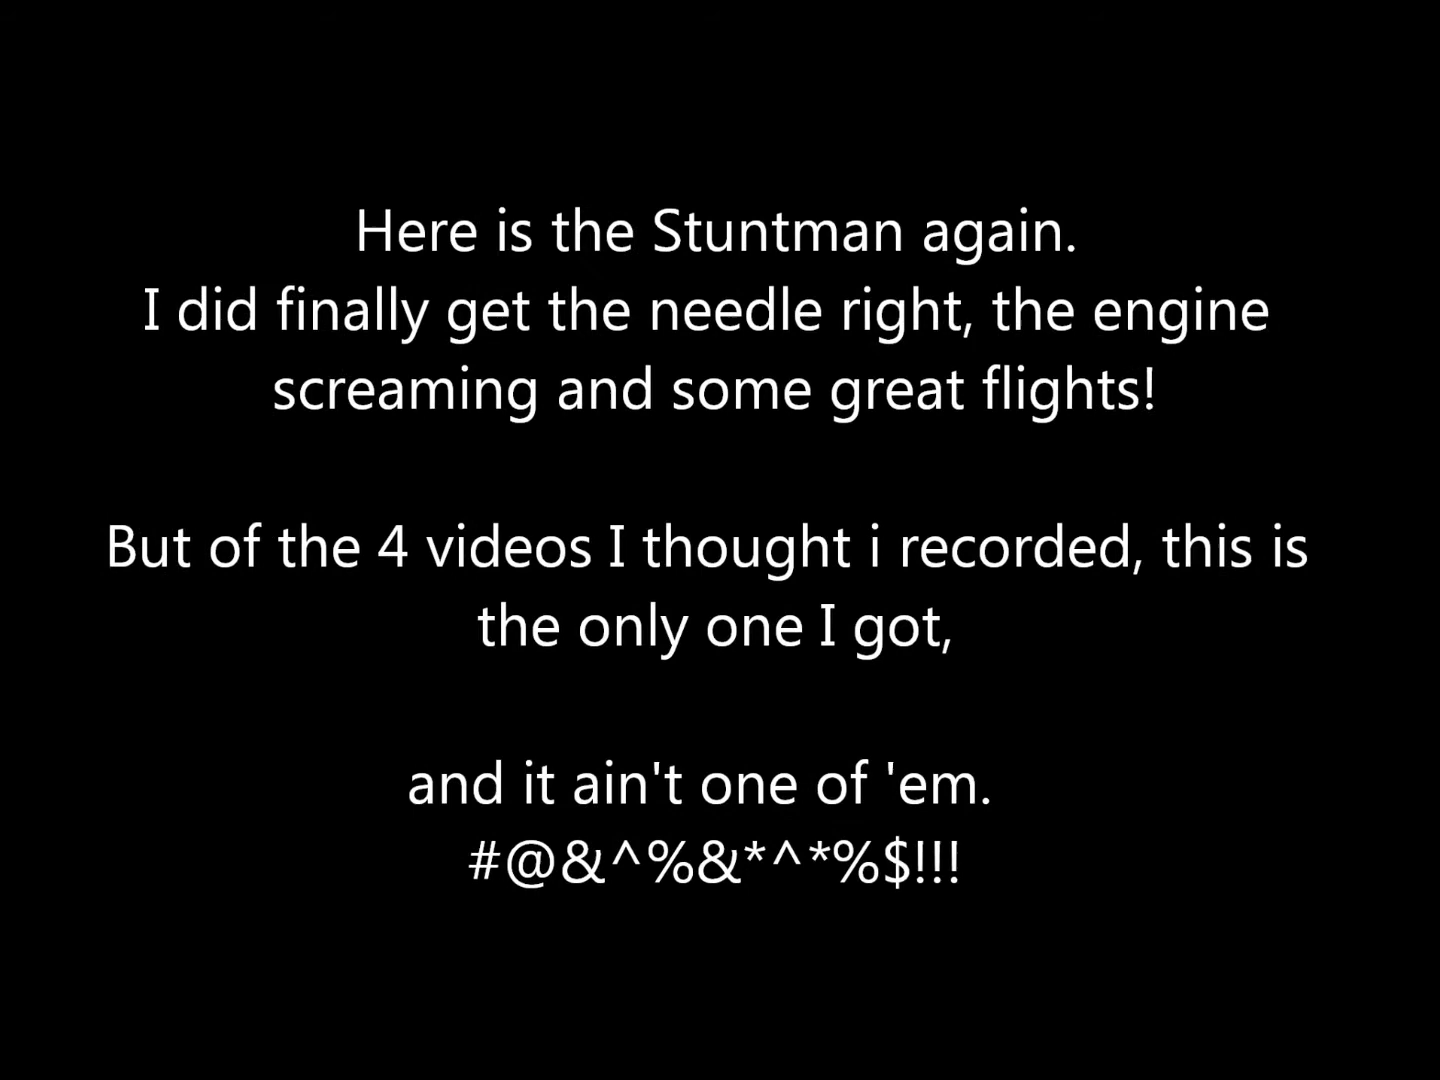 Here is the Stuntman again.
I did finally get the needle right, the engine
screaming and some great flights!
But of the 4 videos I thought i recorded, this is
the only one I got,
and it ain't one of 'em.
#@&^%&*^*%$!!!